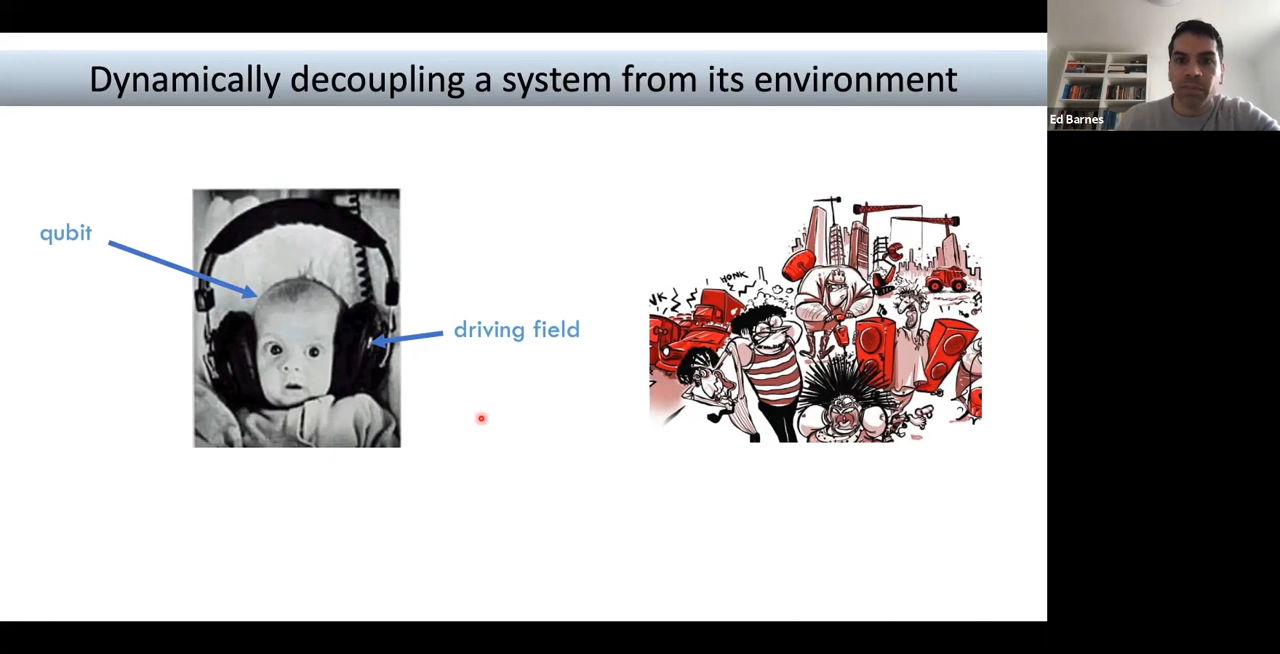 Dynamically decoupling a system from its environment
Ed Barnes
qubit
driving field
HONK